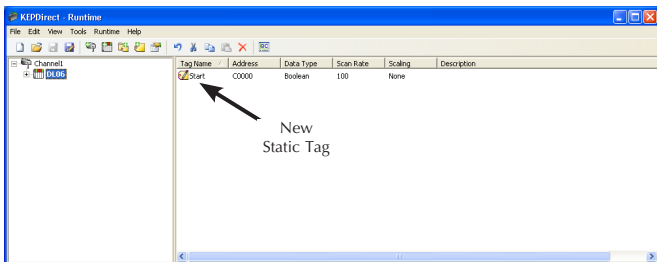 KEPDirect - Runtime
File Edit View Tools Runtime Help
Channel1
DL06
Tag Name Address Data Type Scan Rate Scaling Description
Start C0000 Boolean 100 None
New
Static Tag